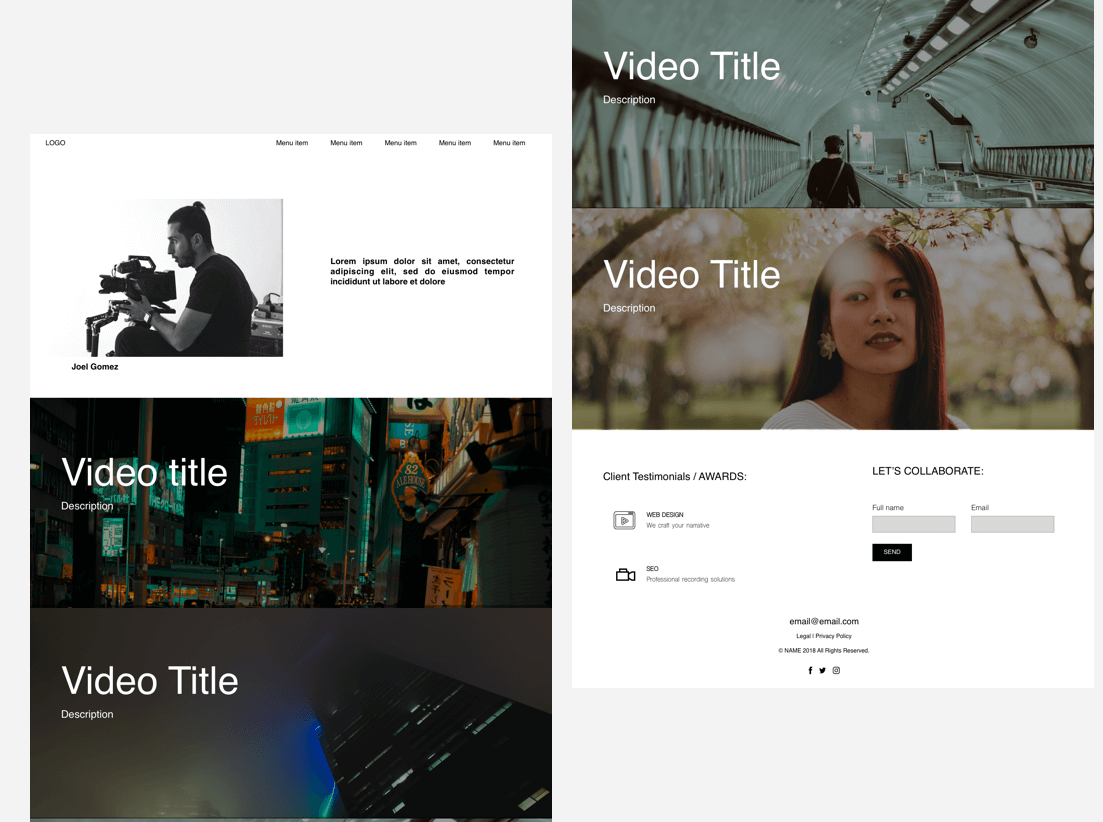 LOGO
Menu item
Menu item
Menu item
Menu item
Menu item
Lorem ipsum dolor sit amet, consectetur
adipiscing elit, sed do eiusmod tempor
incididunt ut labore et dolore
Joel Gomez
82
ALEHOUSE
Video title
Description
Video Title
Description
Video Title
Description
Video Title
Description
Client Testimonials / AWARDS:
WEB DESIGN
We craft your narrative
SEO
Professional recording solutions
LET'S COLLABORATE:
Full name
Email
SEND
email@email.com
Legal | Privacy Policy
© NAME 2018 All Rights Reserved.